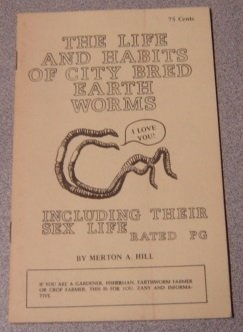 75 Cents
THE LIFE
AND HABITS
OF CITY BRED
EARTH
WORMS
I LOVE
YOU!
INCLUDING THEIR
SEX LIFE
RATED PG
BY MERTON A. HILL
IF YOU ARE A GARDENER, FISHERMAN, EARTHWORM FARMER
OR CROP FARMER, THIS IS FOR YOU, ZANY AND INFORMA-
TIVE.